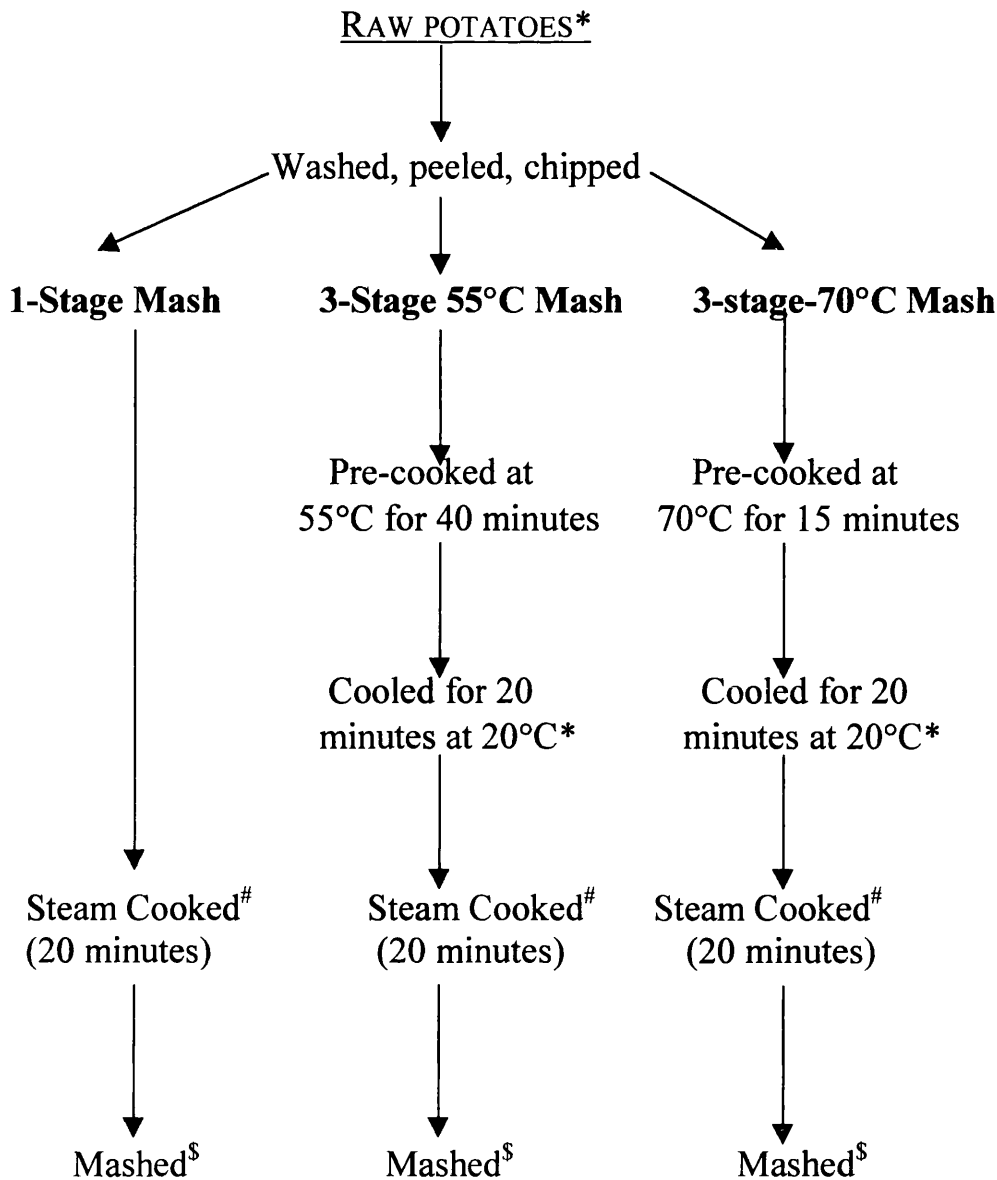 RAW POTATOES*
Washed, peeled, chipped
1-Stage Mash
3-Stage 55°C Mash
3-stage-70°C Mash
Pre-cooked at
55°C for 40 minutes
Pre-cooked at
70°C for 15 minutes
Cooled for 20
minutes at 20°C*
Cooled for 20
minutes at 20°C*
Steam Cooked#
(20 minutes)
Steam Cooked#
(20 minutes)
Steam Cooked#
(20 minutes)
Mashed$
Mashed$
Mashed$